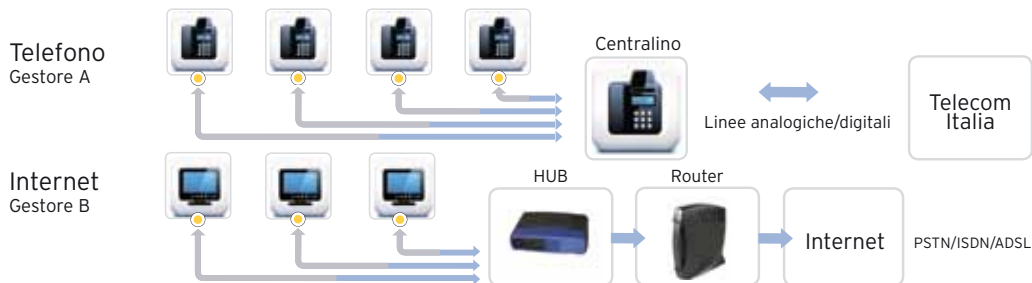 Telefono
Gestore A
Centralino
Linee analogiche/digitali
Telecom
Italia
Internet
Gestore B
HUB
Router
Internet
PSTN/ISDN/ADSL